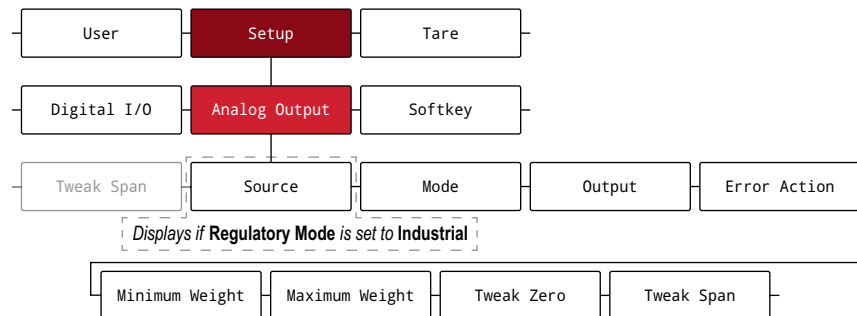 User Setup Tare
Digital I/O Analog Output Softkey
Tweak Span Source Mode Output Error Action
Displays if Regulatory Mode is set to Industrial
Minimum Weight Maximum Weight Tweak Zero Tweak Span